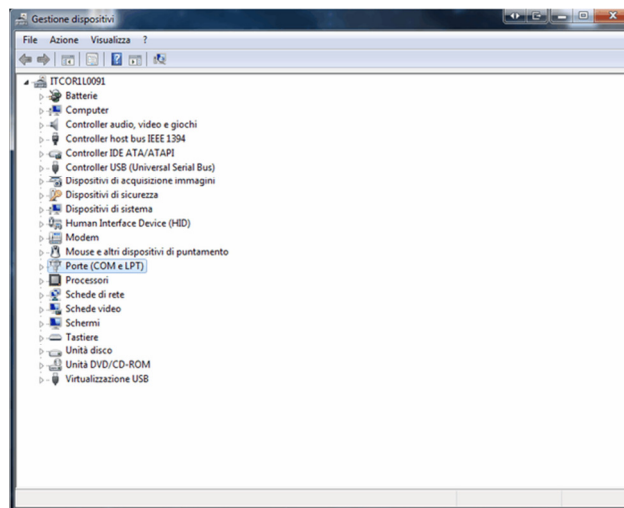 Gestione dispositivi
File Azione Visualizza ?
ITCOR1L0091
Batterie
Computer
Controller audio, video e giochi
Controller host bus IEEE 1394
Controller IDE ATA/ATAPI
Controller USB (Universal Serial Bus)
Dispositivi di acquisizione immagini
Dispositivi di sicurezza
Dispositivi di sistema
Human Interface Device (HID)
Modem
Mouse e altri dispositivi di puntamento
Porte (COM e LPT)
Processori
Schede di rete
Schede video
Schermi
Tastiere
Unità disco
Unità DVD/CD-ROM
Virtualizzazione USB